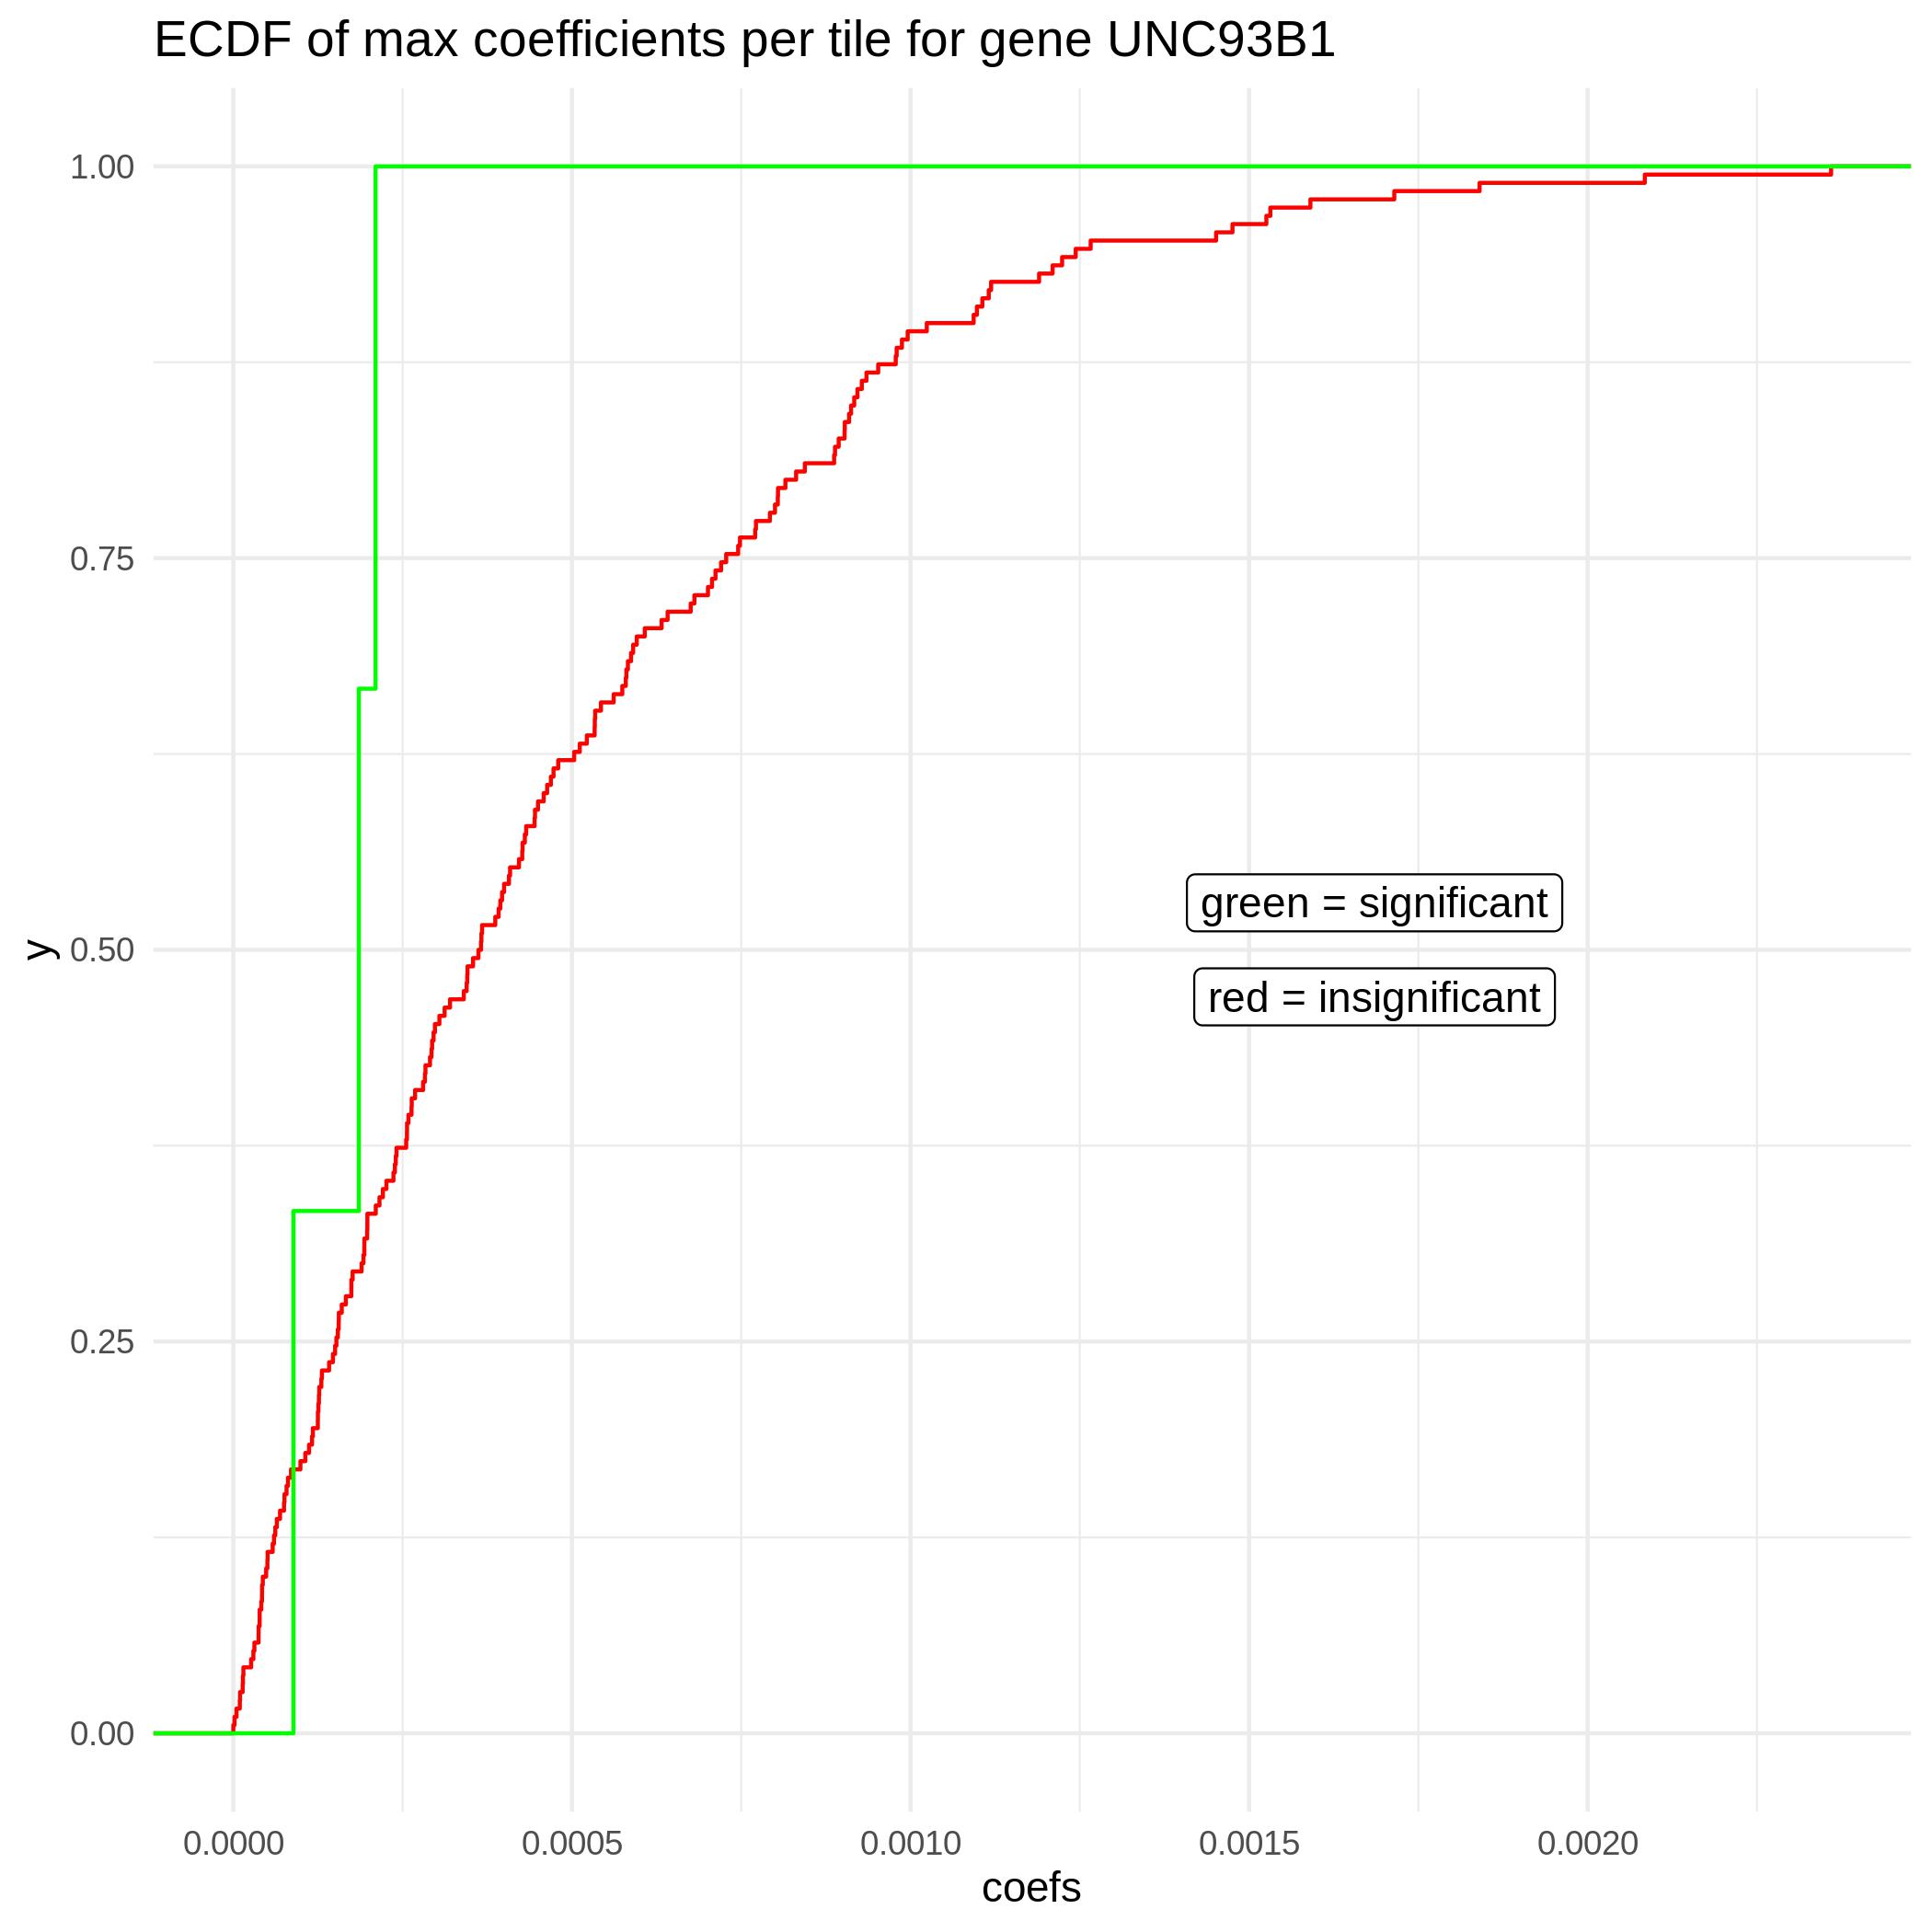 ECDF of max coefficients per tile for gene UNC93B1
1.00
0.75
0.50
0.25
0.00
y
green = significant
red = insignificant
0.0000 0.0005 0.0010 0.0015 0.0020
coefs